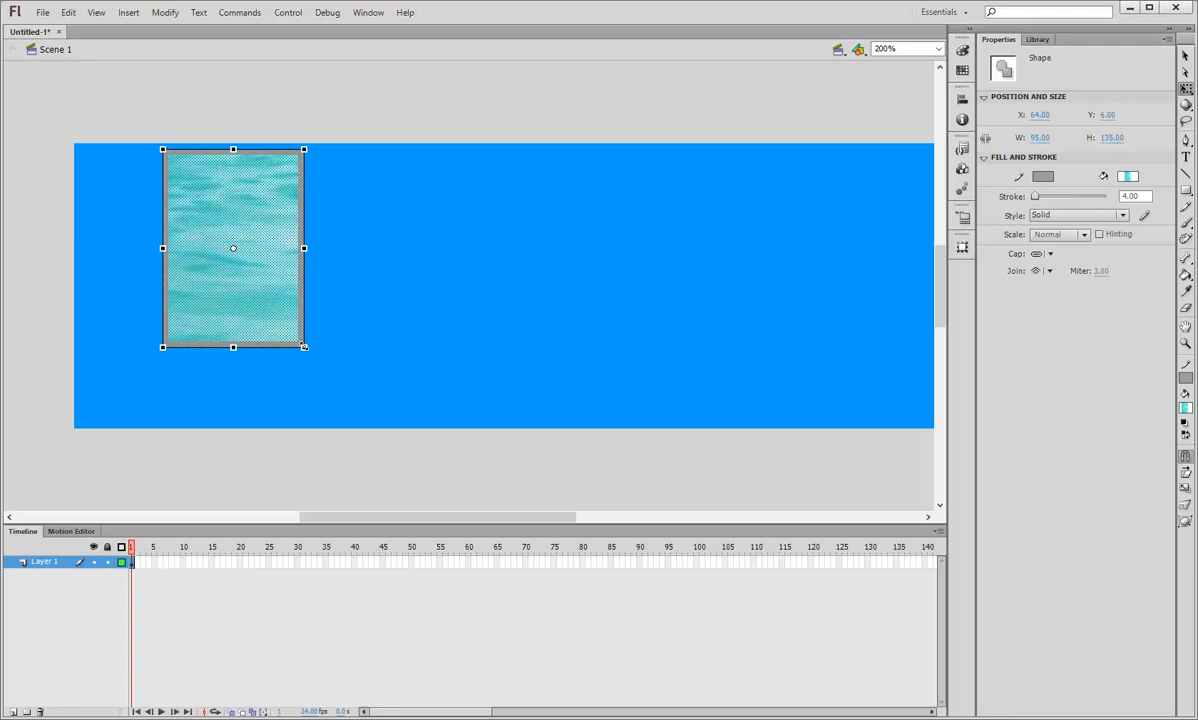 Fl File Edit View Insert Modify Text Commands Control Debug Window Help Essentials
Untitled-1* ×
Scene 1 200%
Properties Library
Shape
POSITION AND SIZE
X: 64.00 Y: 6.00
W: 95.00 H: 135.00
FILL AND STROKE
Stroke: 4.00
Style: Solid
Scale: Normal Hinting
Cap:
Join: Miter: 3.00
Timeline Motion Editor
1 5 10 15 20 25 30 35 40 45 50 55 60 65 70 75 80 85 90 95 100 105 110 115 120 125 130 135 140
Layer 1
1 24.00 fps 0.0 s